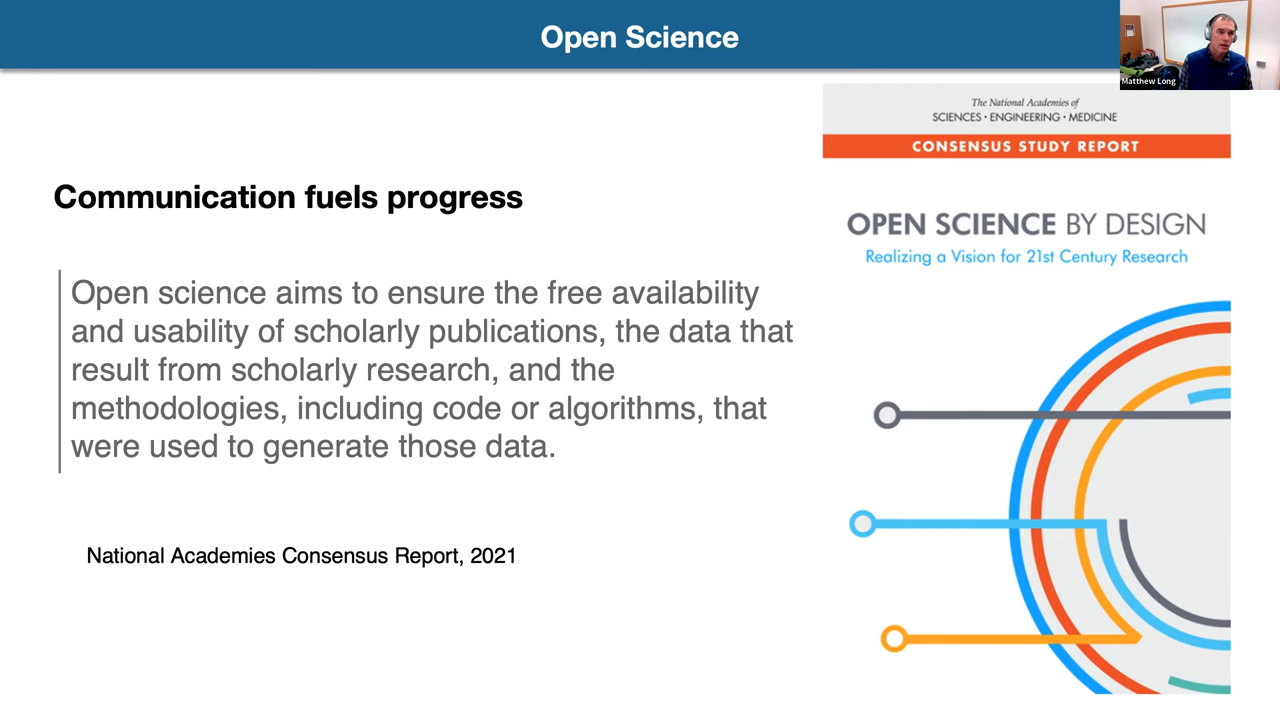 Open Science
Matthew Long
The National Academies of
SCIENCES • ENGINEERING • MEDICINE
CONSENSUS STUDY REPORT
Communication fuels progress
OPEN SCIENCE BY DESIGN
Realizing a Vision for 21st Century Research
Open science aims to ensure the free availability
and usability of scholarly publications, the data that
result from scholarly research, and the
methodologies, including code or algorithms, that
were used to generate those data.
National Academies Consensus Report, 2021